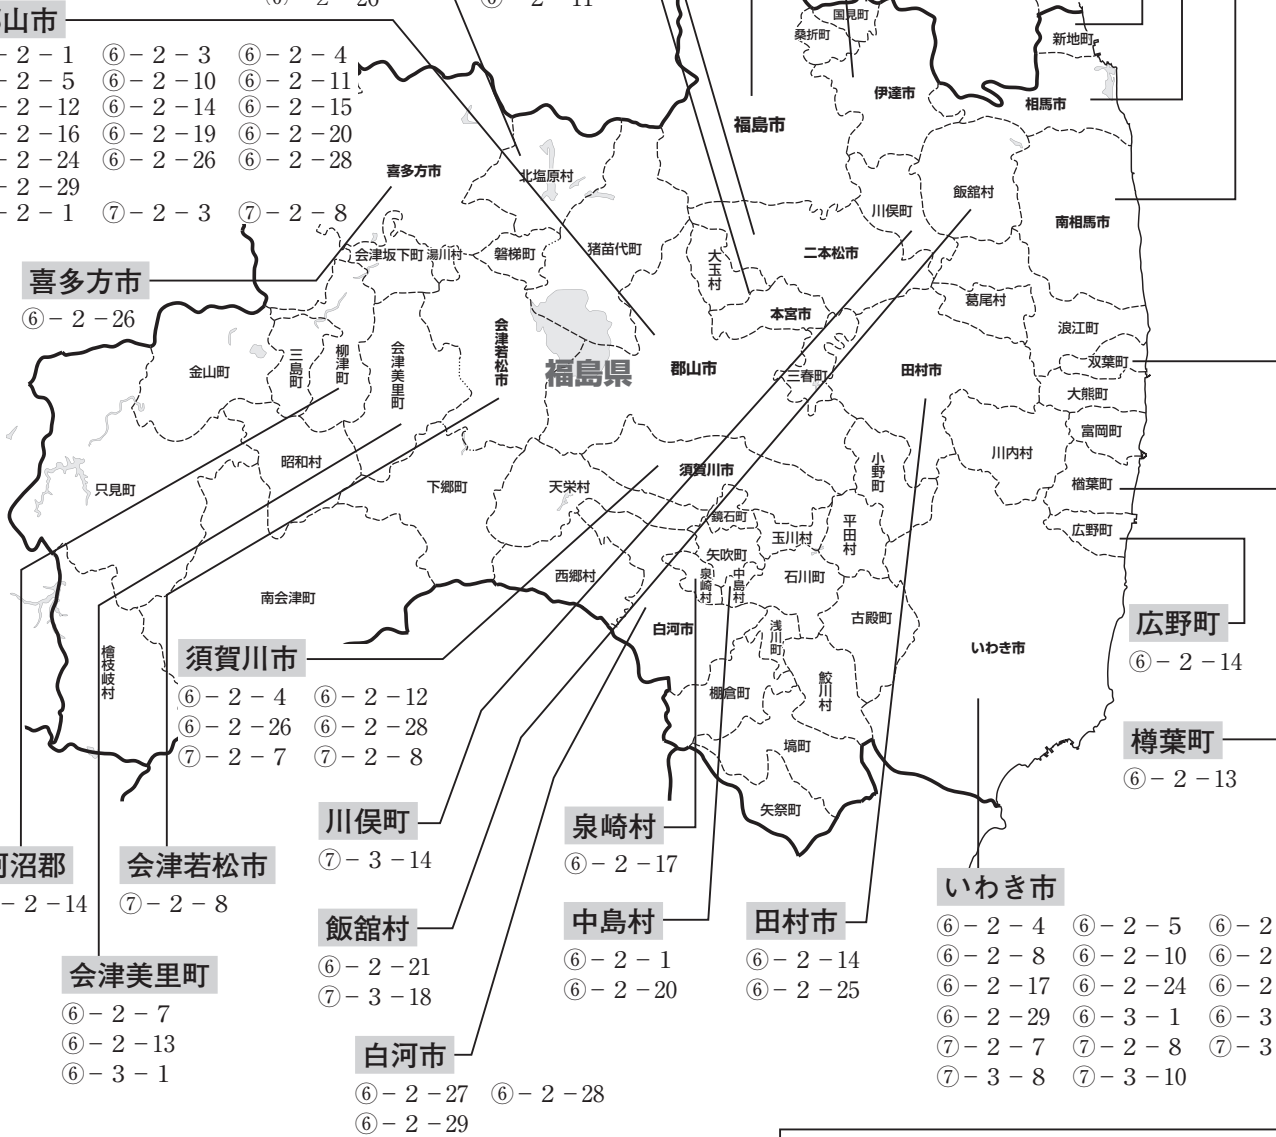 山市
- 2 - 1　⑥- 2 - 3　⑥- 2 - 4
- 2 - 5　⑥- 2 -10　⑥- 2 -11
- 2 -12　⑥- 2 -14　⑥- 2 -15
- 2 -16　⑥- 2 -19　⑥- 2 -20
- 2 -24　⑥- 2 -26　⑥- 2 -28
- 2 -29
- 2 - 1　⑦- 2 - 3　⑦- 2 - 8
国見町
桑折町
新地町
伊達市
相馬市
福島市
喜多方市
北塩原村
飯舘村
川俣町
南相馬市
会津坂下町
湯川村
磐梯町
猪苗代町
大玉村
二本松市
喜多方市
⑥- 2 -26
葛尾村
本宮市
浪江町
双葉町
金山町
三島町
柳津町
会津美里町
会津若松市
福島県
郡山市
三春町
田村市
大熊町
富岡町
川内村
昭和村
只見町
下郷町
天栄村
須賀川市
小野町
楢葉町
鏡石町
玉川村
平田村
広野町
矢吹町
西郷村
泉崎村
中島村
石川町
南会津町
古殿町
白河市
浅川町
いわき市
広野町
⑥- 2 -14
檜枝岐村
須賀川市
⑥- 2 - 4　⑥- 2 -12
⑥- 2 -26　⑥- 2 -28
⑦- 2 - 7　⑦- 2 - 8
棚倉町
鮫川村
塙町
樽葉町
⑥- 2 -13
矢祭町
川俣町
⑦- 3 -14
泉崎村
⑥- 2 -17
沼郡
- 2 -14
会津若松市
⑦- 2 - 8
いわき市
⑥- 2 - 4　⑥- 2 - 5　⑥- 2
⑥- 2 - 8　⑥- 2 -10　⑥- 2
⑥- 2 -17　⑥- 2 -24　⑥- 2
⑥- 2 -29　⑥- 3 - 1　⑥- 3
⑦- 2 - 7　⑦- 2 - 8　⑦- 3
⑦- 3 - 8　⑦- 3 -10
飯舘村
⑥- 2 -21
⑦- 3 -18
中島村
⑥- 2 - 1
⑥- 2 -20
田村市
⑥- 2 -14
⑥- 2 -25
会津美里町
⑥- 2 - 7
⑥- 2 -13
⑥- 3 - 1
白河市
⑥- 2 -27　⑥- 2 -28
⑥- 2 -29